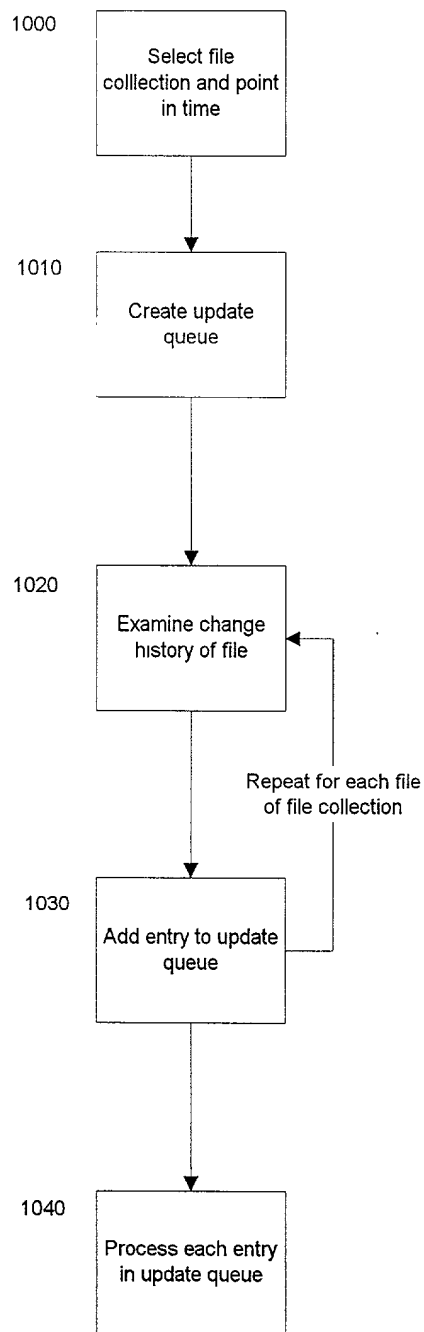 1000
Select file
colllection and point
in time
1010
Create update
queue
1020
Examine change
history of file
Repeat for each file
of file collection
1030
Add entry to update
queue
1040
Process each entry
in update queue